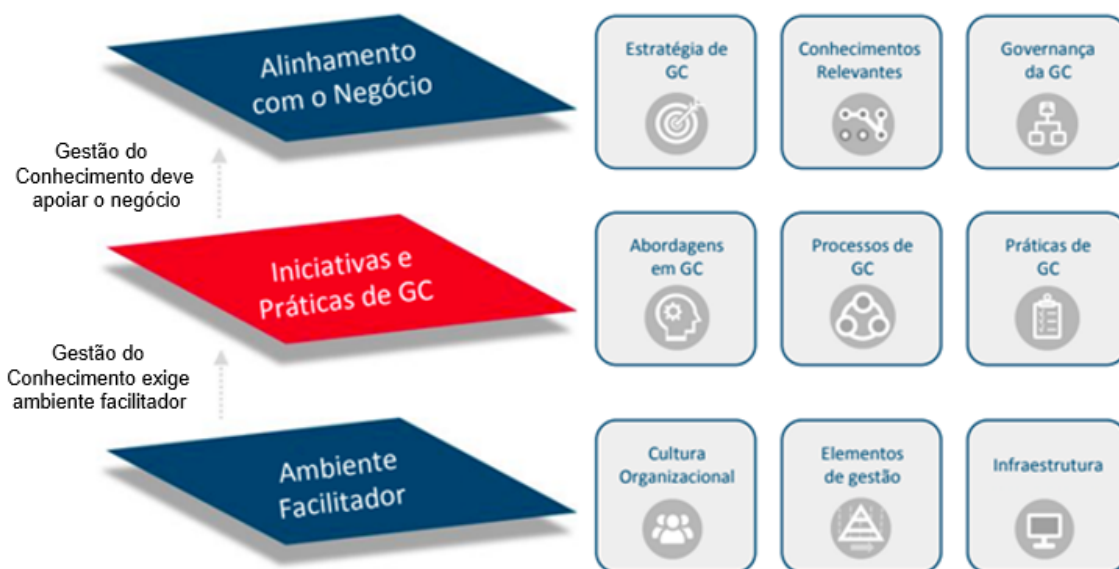 Alinhamento
com o Negócio
Estratégia de
GC
Conhecimentos
Relevantes
Governança
da GC
Gestão do
Conhecimento deve
apoiar o negócio
Iniciativas e
Práticas de GC
Abordagens
em GC
Processos de
GC
Práticas de
GC
Gestão do
Conhecimento exige
ambiente facilitador
Ambiente
Facilitador
Cultura
Organizacional
Elementos
de gestão
Infraestrutura